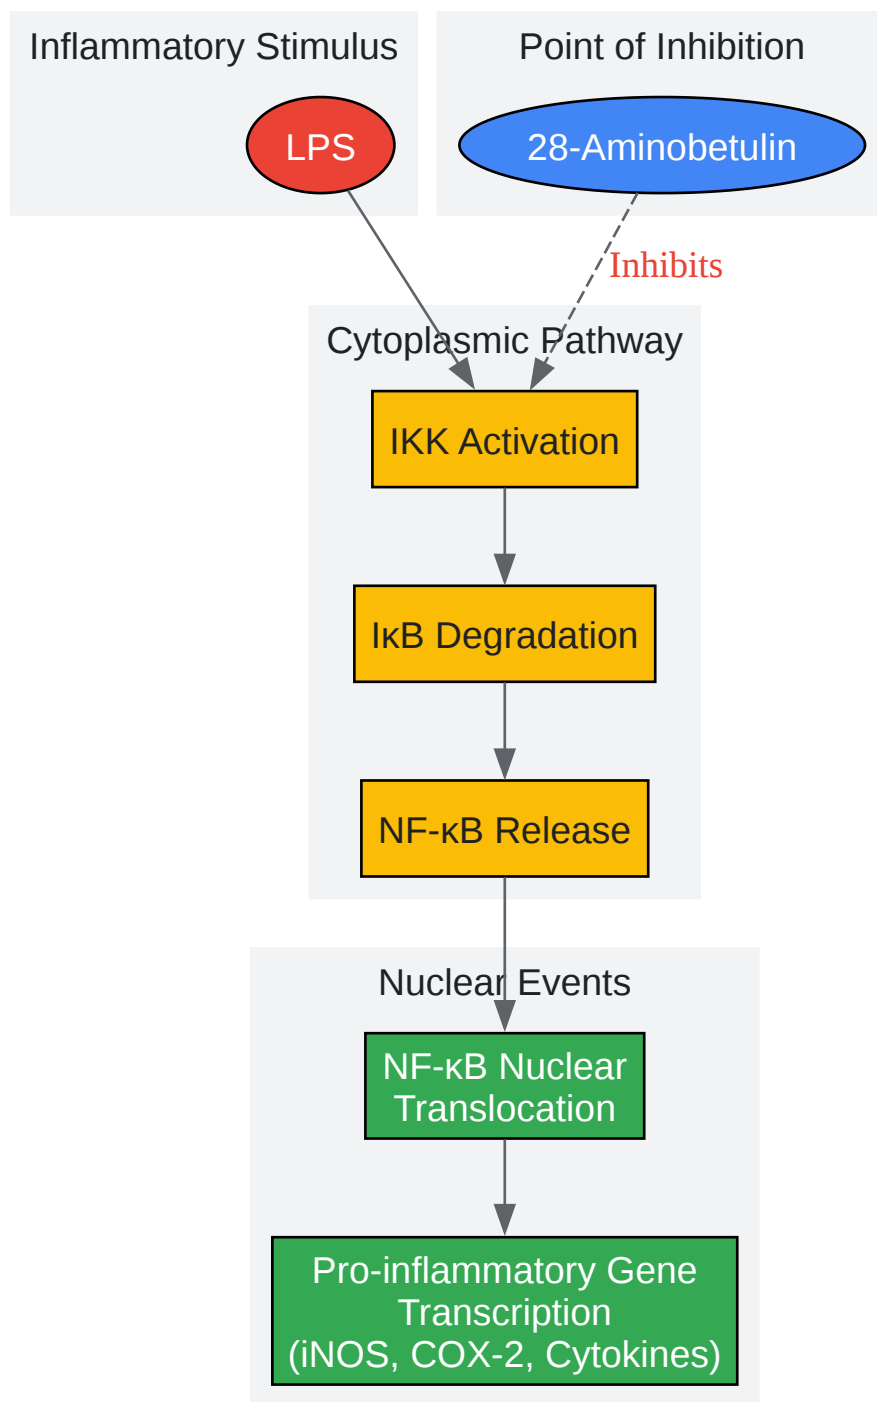 Inflammatory Stimulus
Point of Inhibition
LPS
28-Aminobetulin
Inhibits
Cytoplasmic Pathway
IKK Activation
IκB Degradation
NF-κB Release
Nuclear Events
NF-κB Nuclear
Translocation
Pro-inflammatory Gene
Transcription
(iNOS, COX-2, Cytokines)